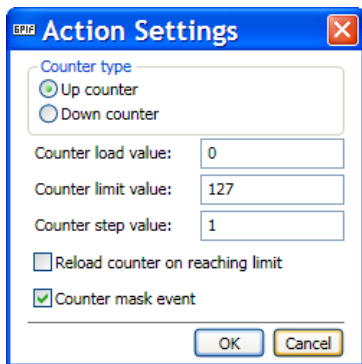 GPIF Action Settings
Counter type
Up counter
Down counter
Counter load value: 0
Counter limit value: 127
Counter step value: 1
Reload counter on reaching limit
Counter mask event
OK Cancel